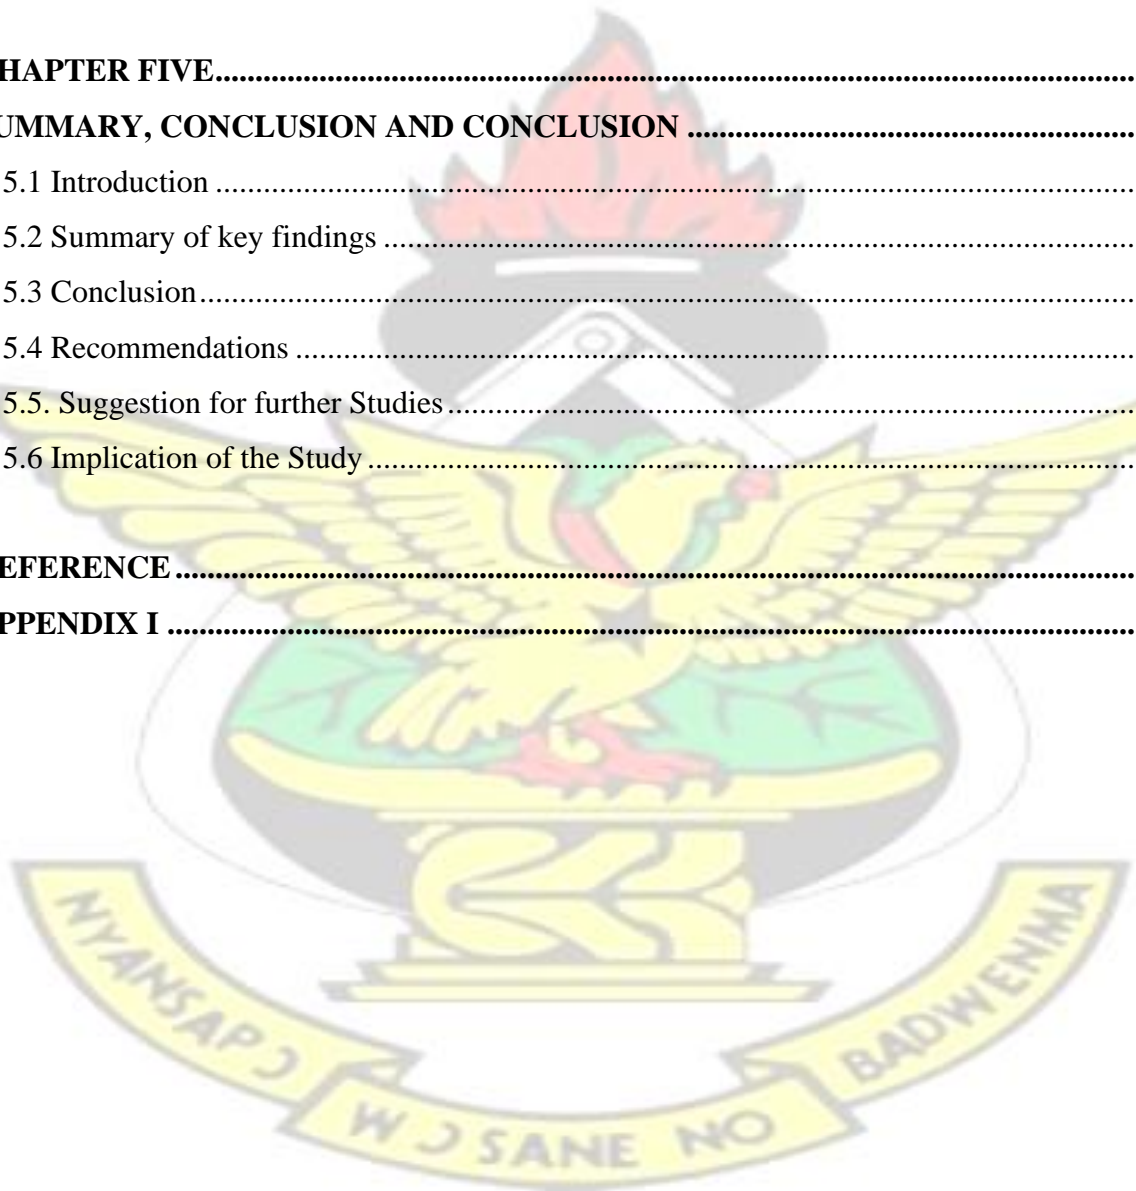 HAPTER FIVE..........................................................................................
UMMARY, CONCLUSION AND CONCLUSION ..........................................................
5.1 Introduction ..........................................................................................
5.2 Summary of key findings ..........................................................................
5.3 Conclusion..........................................................................................
5.4 Recommendations ..........................................................................
5.5. Suggestion for further Studies..........................................................
5.6 Implication of the Study..........................................................................
EFERENCE..........................................................................................
PPENDIX I ..........................................................................................
NYANSAPƆ
WƆSANE NO
BADWENMA